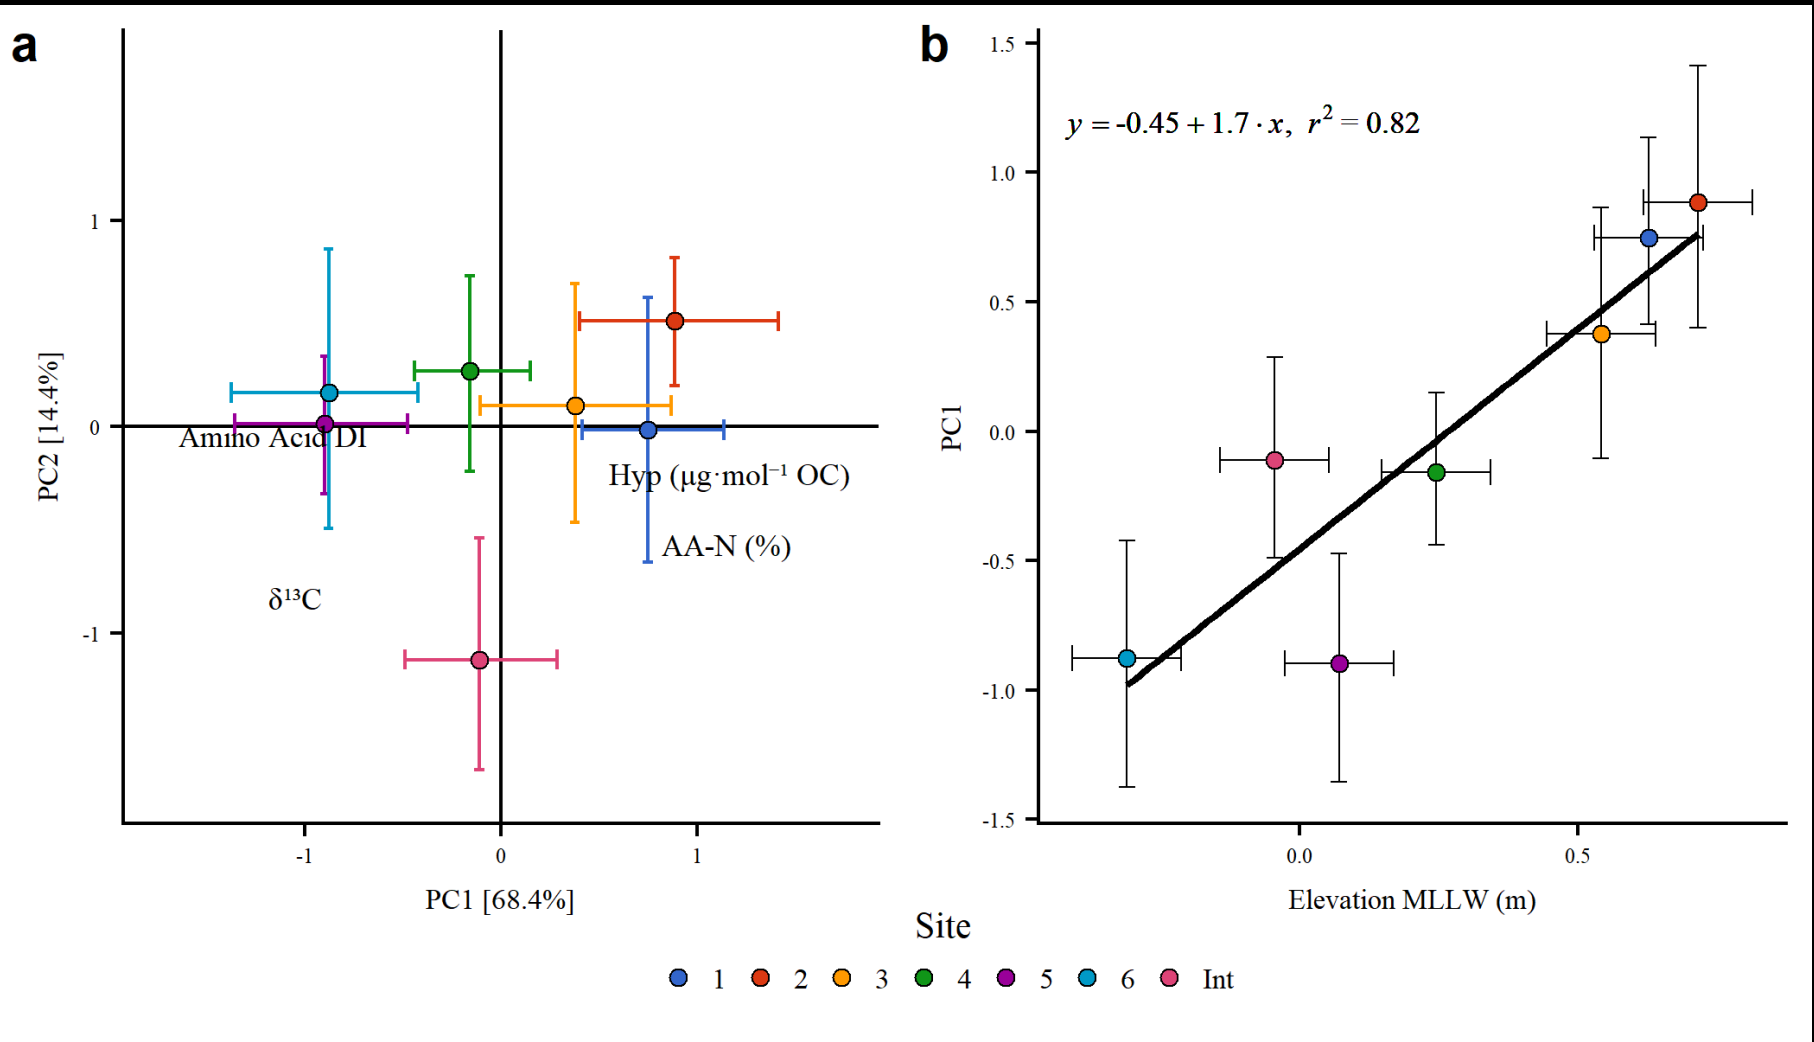 a
1
0
-1
PC2 [14.4%]
Amino Acid DI
Hyp (μg·mol⁻¹ OC)
AA-N (%)
δ¹³C
-1
0
1
PC1 [68.4%]
b
1.5
1.0
0.5
0.0
-0.5
-1.0
-1.5
PC1
y = -0.45 + 1.7 · x, r² = 0.82
0.0
0.5
Elevation MLLW (m)
Site
1 2 3 4 5 6 Int